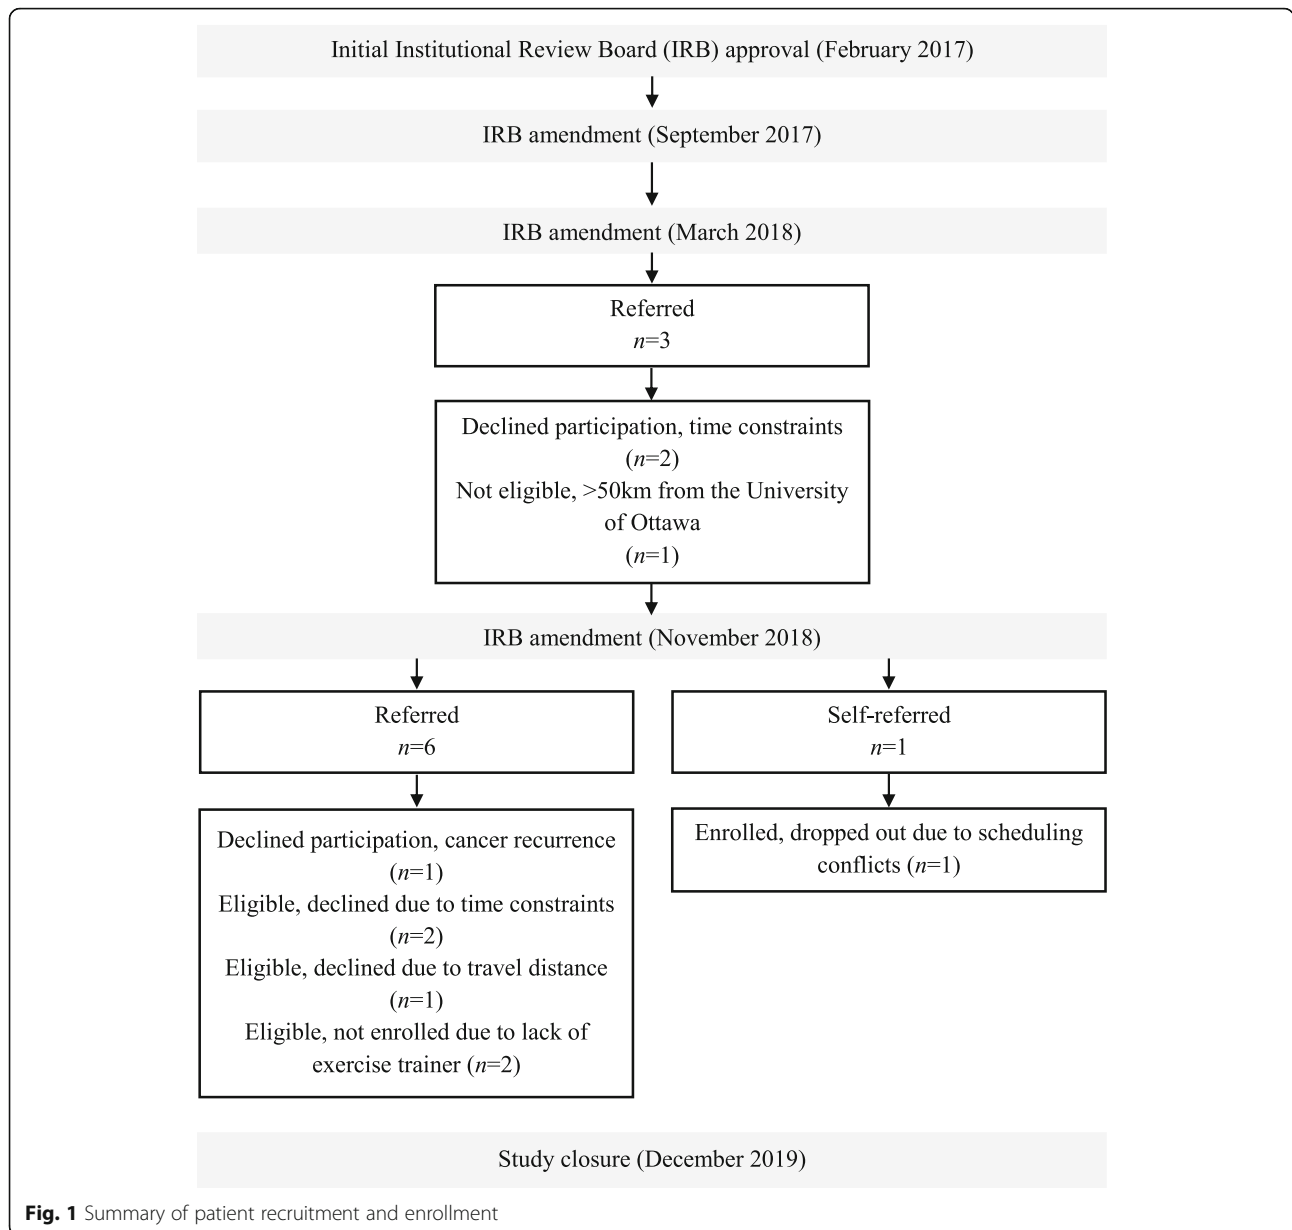 Initial Institutional Review Board (IRB) approval (February 2017)
IRB amendment (September 2017)
IRB amendment (March 2018)
Referred
n=3
Declined participation, time constraints
(n=2)
Not eligible, >50km from the University
of Ottawa
(n=1)
IRB amendment (November 2018)
Referred
n=6
Self-referred
n=1
Declined participation, cancer recurrence
(n=1)
Eligible, declined due to time constraints
(n=2)
Eligible, declined due to travel distance
(n=1)
Eligible, not enrolled due to lack of
exercise trainer (n=2)
Enrolled, dropped out due to scheduling
conflicts (n=1)
Study closure (December 2019)
Fig. 1 Summary of patient recruitment and enrollment